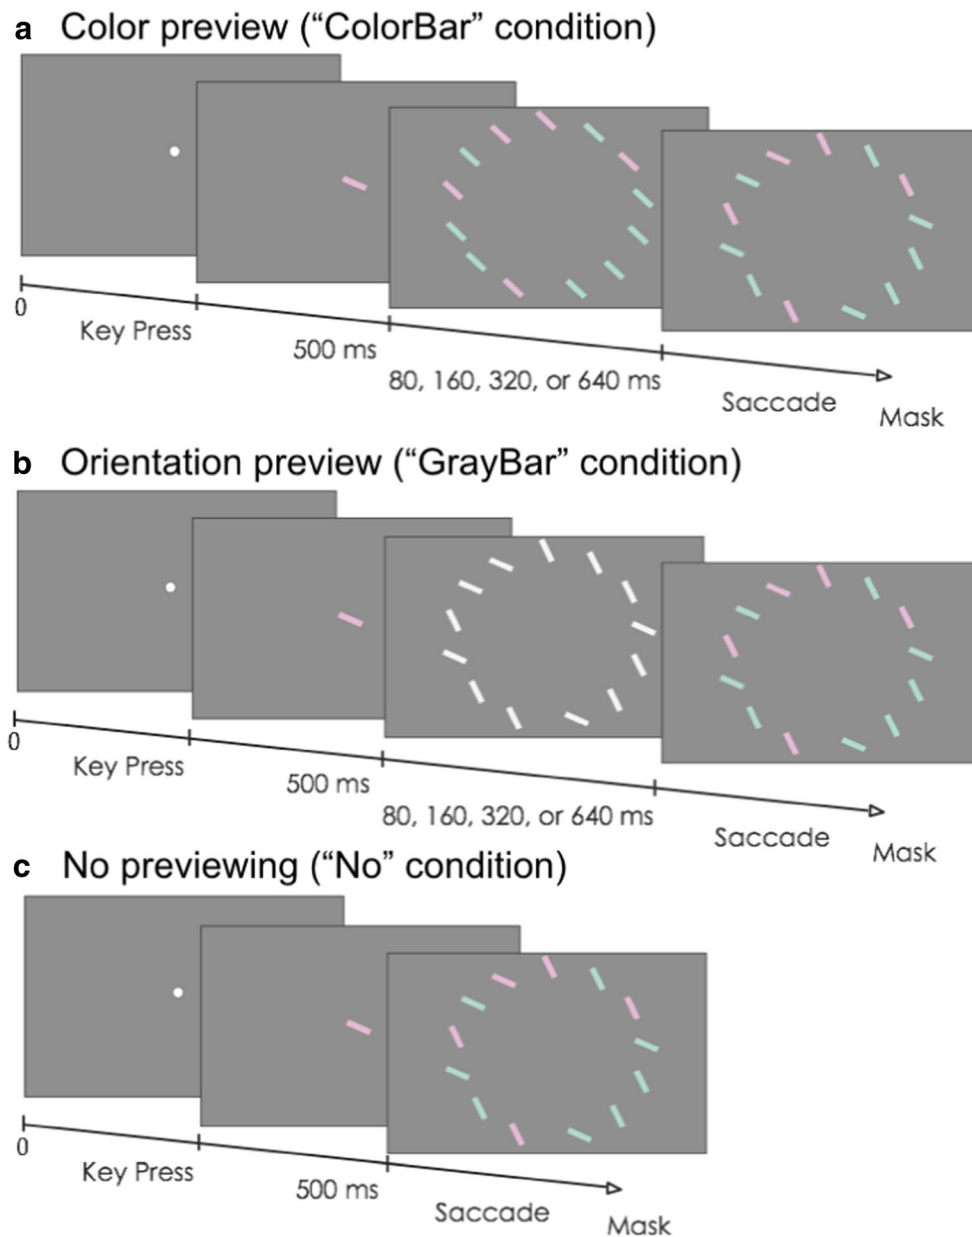 a Color preview (“ColorBar” condition)
0
Key Press
500 ms
80, 160, 320, or 640 ms
Saccade
Mask
b Orientation preview (“GrayBar” condition)
0
Key Press
500 ms
80, 160, 320, or 640 ms
Saccade
Mask
c No previewing (“No” condition)
0
Key Press
500 ms
Saccade
Mask